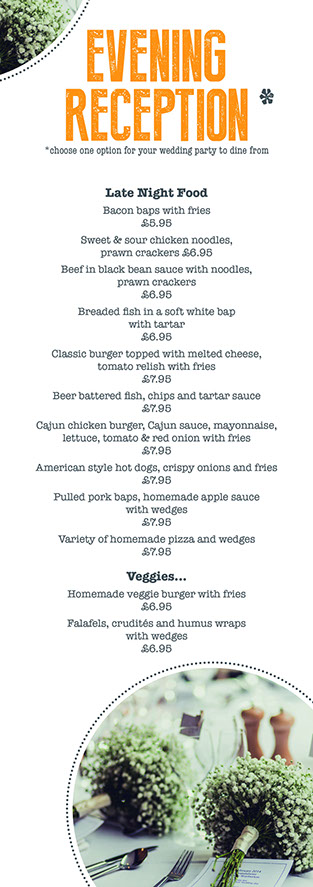 EVENING
RECEPTION *
*choose one option for your wedding party to dine from
Late Night Food
Bacon baps with fries
£5.95
Sweet & sour chicken noodles,
prawn crackers £6.95
Beef in black bean sauce with noodles,
prawn crackers
£6.95
Breaded fish in a soft white bap
with tartar
£6.95
Classic burger topped with melted cheese,
tomato relish with fries
£7.95
Beer battered fish, chips and tartar sauce
£7.95
Cajun chicken burger, Cajun sauce, mayonnaise,
lettuce, tomato & red onion with fries
£7.95
American style hot dogs, crispy onions and fries
£7.95
Pulled pork baps, homemade apple sauce
with wedges
£7.95
Variety of homemade pizza and wedges
£7.95
Veggies...
Homemade veggie burger with fries
£6.95
Falafels, crudités and humus wraps
with wedges
£6.95